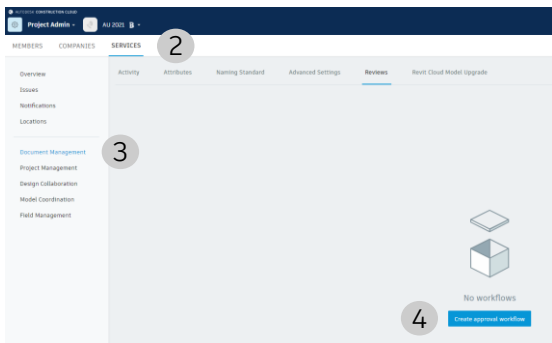 AUTODESK CONSTRUCTION CLOUD
Project Admin AU 2021 B
MEMBERS COMPANIES SERVICES 2
Activity Attributes Naming Standard Advanced Settings Reviews Revit Cloud Model Upgrade
Overview
Issues
Notifications
Locations
Document Management 3
Project Management
Design Collaboration
Model Coordination
Field Management
No workflows
4 Create approval workflow